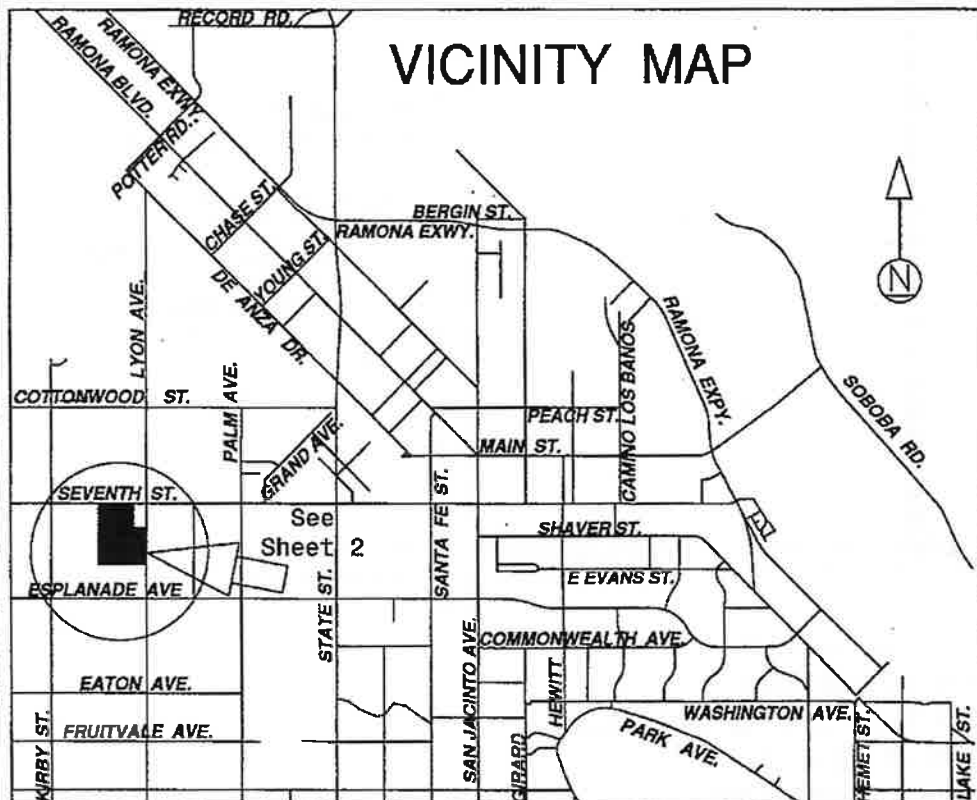 RECORD RD.
VICINITY MAP
RAMONA EXWY.
RAMONA BLVD.
POTTER RD.
CHASE ST.
BERGIN ST.
RAMONA EXWY.
YOUNG ST.
N
DE ANZA DR.
LYON AVE.
RAMONA EXPY.
CAMINO LOS BANOS
SOBOBA RD.
COTTONWOOD ST.
PALM AVE.
GRAND AVE.
PEACH ST.
MAIN ST.
SEVENTH ST.
See
Sheet 2
SANTA FE ST.
SHAVER ST.
E EVANS ST.
ESPLANADE AVE
STATE ST.
COMMONWEALTH AVE.
SAN JACINTO AVE.
HEWITT
EATON AVE.
WASHINGTON AVE.
FRUITVALE AVE.
PARK AVE.
KIRBY ST.
GIRARD
HEMET ST.
LAKE ST.